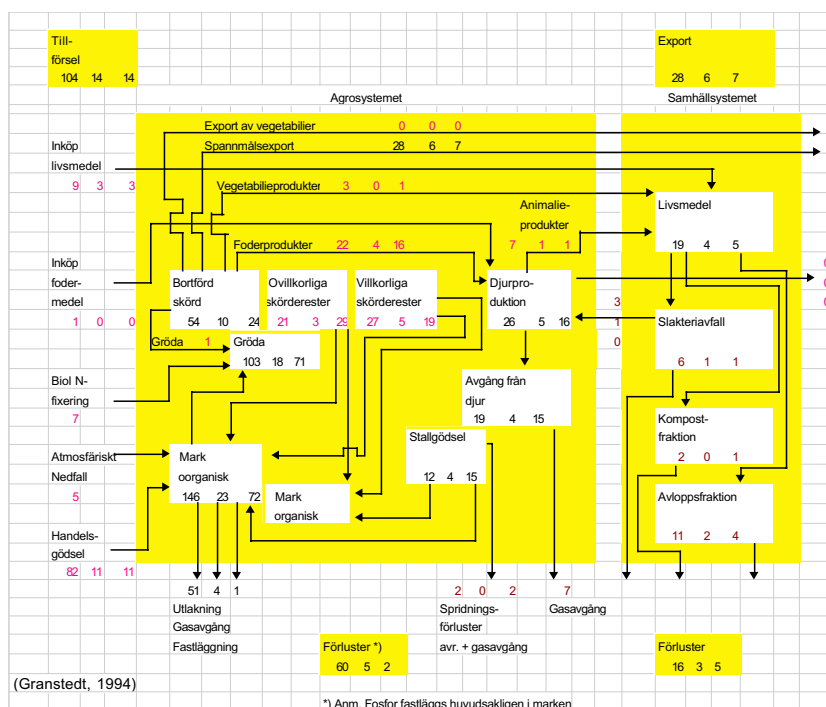 Till-
försel
104 14 14
Export
28 6 7
Agrosystemet
Samhällsystemet
Export av vegetabilier 0 0 0
Inköp
livsmedel
9 3 3
Spannmålsexport 28 6 7
Vegetabilieprodukter 3 0 1
Animalie-
produkter
7 1 1
Livsmedel
19 4 5
Foderprodukter 22 4 16
Inköp
foder-
medel
1 0 0
Bortförd
skörd
54 10 24
Ovillkorliga
skörderester
21 3 29
Villkorliga
skörderester
27 5 19
Djurpro-
duktion
26 5 16
3
1
0
Slakteriavfall
6 1 1
Gröda 1
Gröda
103 18 71
Biol N-
fixering
7
Avgång från
djur
19 4 15
Kompost-
fraktion
2 0 1
Atmosfäriskt
Nedfall
5
Mark
oorganisk
146 23 72
Mark
organisk
Stallgödsel
12 4 15
Avloppsfraktion
11 2 4
Handels-
gödsel
82 11 11
51 4 1
Utlakning
Gasavgång
Fastläggning
2 0 2
Spridnings-
förluster
avr. + gasavgång
7
Gasavgång
Förluster *)
60 5 2
Förluster
16 3 5
(Granstedt, 1994)
*) Anm. Fosfor fastläggs huvudsakligen i marken